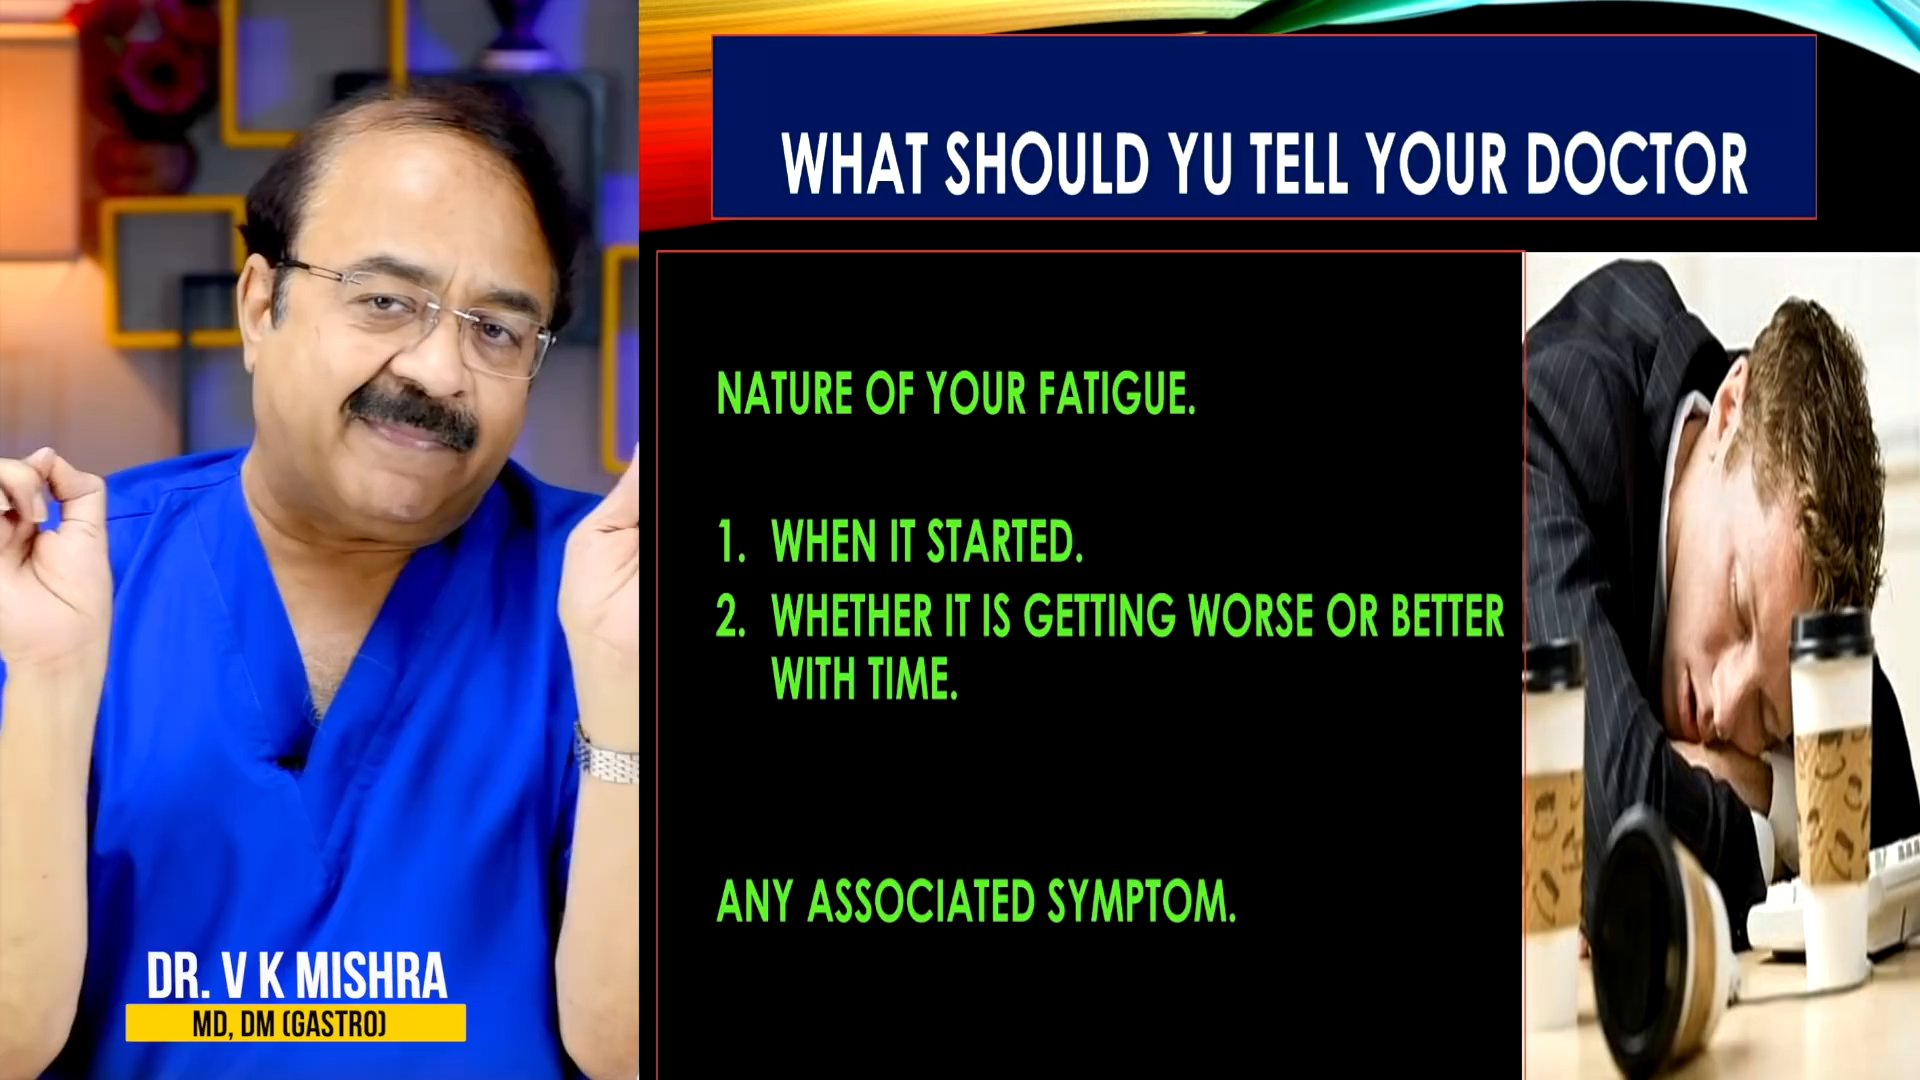 WHAT SHOULD YU TELL YOUR DOCTOR
NATURE OF YOUR FATIGUE.
1. WHEN IT STARTED.
2. WHETHER IT IS GETTING WORSE OR BETTER
WITH TIME.
ANY ASSOCIATED SYMPTOM.
DR. V K MISHRA
MD, DM (GASTRO)